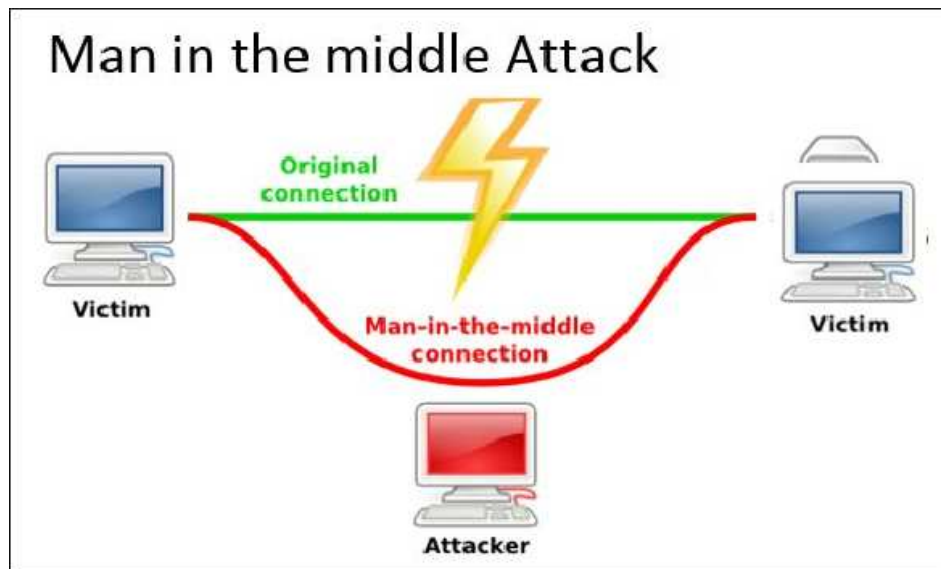 Man in the middle Attack
Original
connection
Victim
Victim
Man-in-the-middle
connection
Attacker